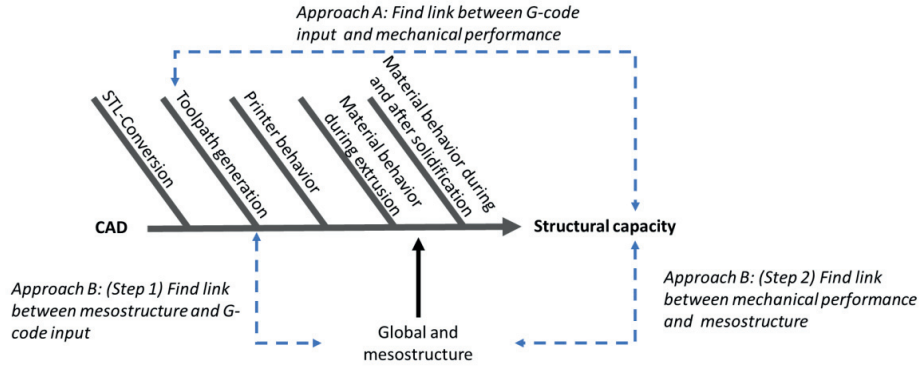 Approach A: Find link between G-code
input and mechanical performance
STL-Conversion
Toolpath generation
Printer behavior
Material behavior
during extrusion
Material behavior during
and after solidification
CAD
Structural capacity
Approach B: (Step 1) Find link
between mesostructure and G-
code input
Global and
mesostructure
Approach B: (Step 2) Find link
between mechanical performance
and mesostructure